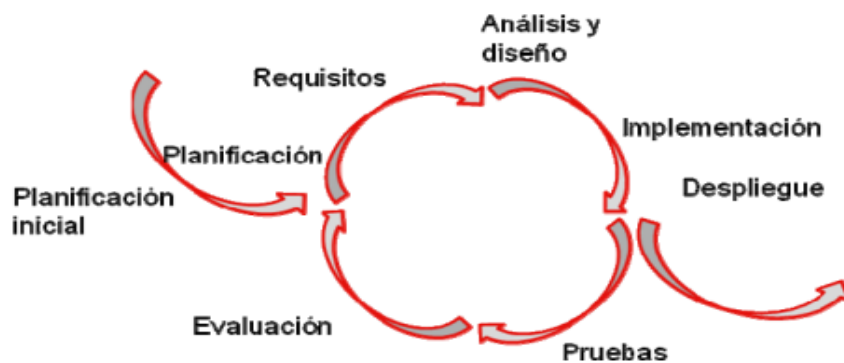 Análisis y
diseño
Requisitos
Implementación
Planificación
Despliegue
Planificación
inicial
Evaluación
Pruebas